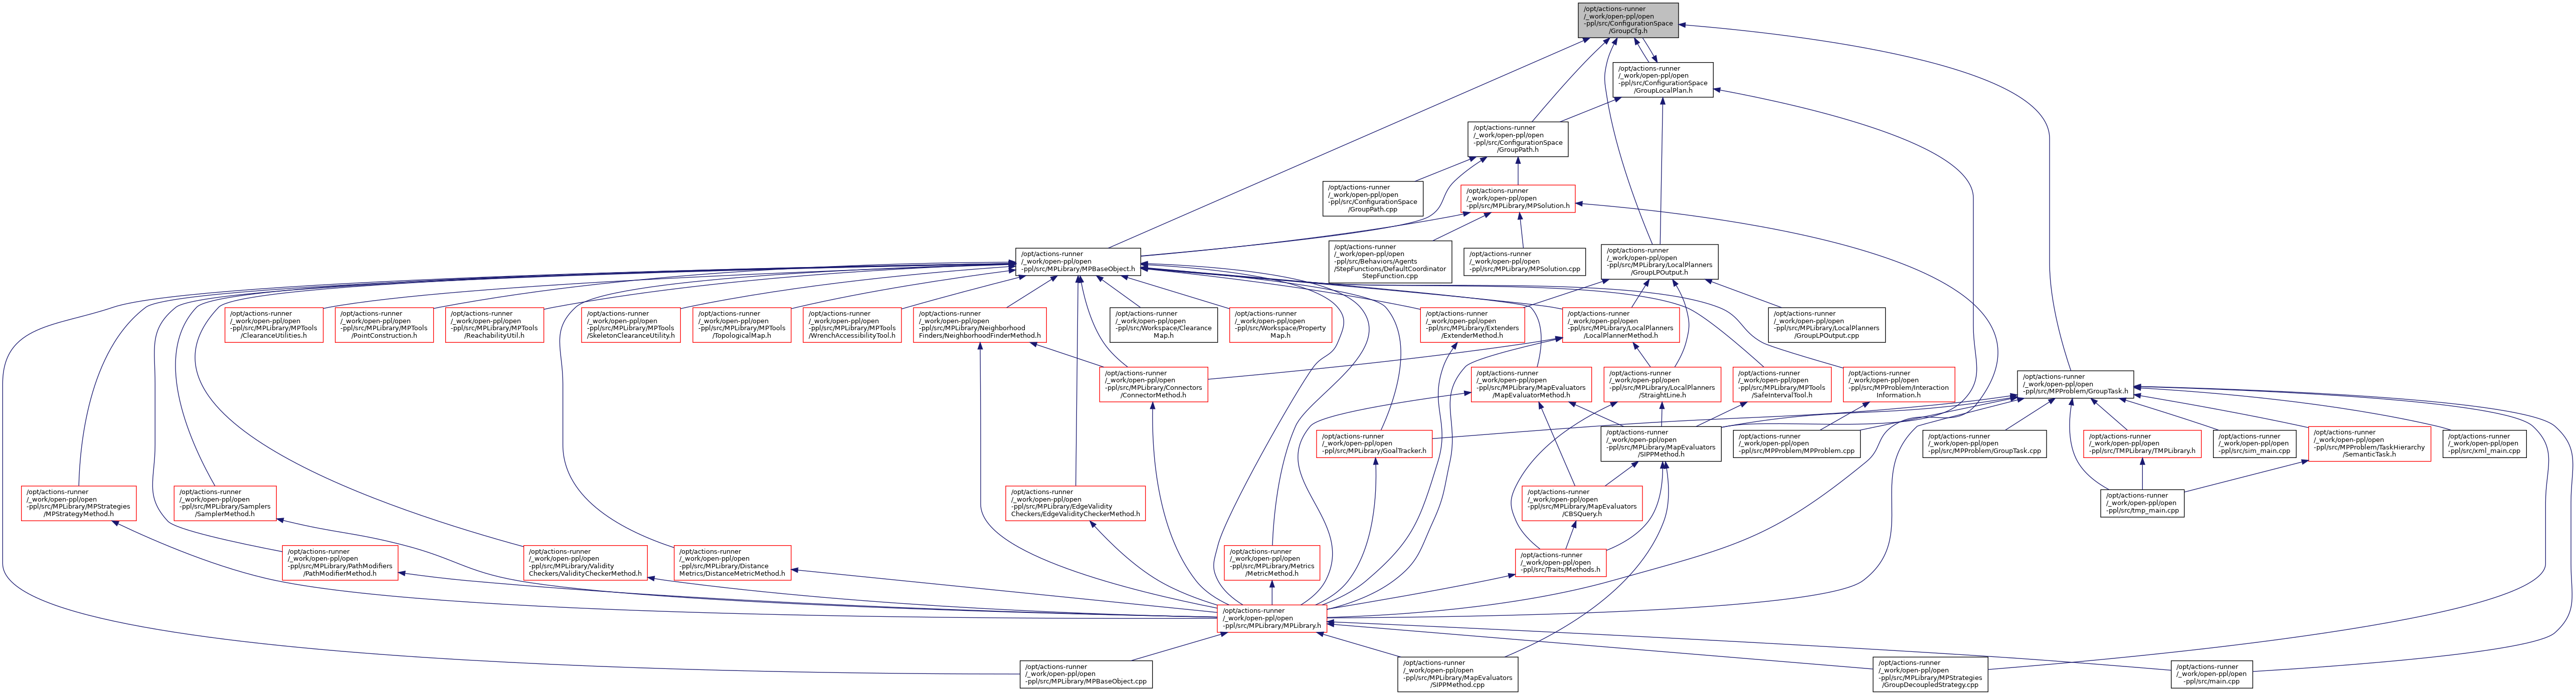 /opt/actions-runner
/_work/open-ppl/open
-ppl/src/ConfigurationSpace
/GroupCfg.h
/opt/actions-runner
/_work/open-ppl/open
-ppl/src/ConfigurationSpace
/GroupLocalPlan.h
/opt/actions-runner
/_work/open-ppl/open
-ppl/src/ConfigurationSpace
/GroupPath.h
/opt/actions-runner
/_work/open-ppl/open
-ppl/src/ConfigurationSpace
/GroupPath.cpp
/opt/actions-runner
/_work/open-ppl/open
-ppl/src/MPLibrary/MPSolution.h
/opt/actions-runner
/_work/open-ppl/open
-ppl/src/MPLibrary/MPBaseObject.h
/opt/actions-runner
/_work/open-ppl/open
-ppl/src/Behaviors/Agents
/StepFunctions/DefaultCoordinator
StepFunction.cpp
/opt/actions-runner
/_work/open-ppl/open
-ppl/src/MPLibrary/MPSolution.cpp
/opt/actions-runner
/_work/open-ppl/open
-ppl/src/MPLibrary/LocalPlanners
/GroupLPOutput.h
/opt/actions-runner
/_work/open-ppl/open
-ppl/src/MPLibrary/MPTools
/ClearanceUtilities.h
/opt/actions-runner
/_work/open-ppl/open
-ppl/src/MPLibrary/MPTools
/PointConstruction.h
/opt/actions-runner
/_work/open-ppl/open
-ppl/src/MPLibrary/MPTools
/ReachabilityUtil.h
/opt/actions-runner
/_work/open-ppl/open
-ppl/src/MPLibrary/MPTools
/SkeletonClearanceUtility.h
/opt/actions-runner
/_work/open-ppl/open
-ppl/src/MPLibrary/MPTools
/TopologicalMap.h
/opt/actions-runner
/_work/open-ppl/open
-ppl/src/MPLibrary/MPTools
/WrenchAccessibilityTool.h
/opt/actions-runner
/_work/open-ppl/open
-ppl/src/MPLibrary/Neighborhood
Finders/NeighborhoodFinderMethod.h
/opt/actions-runner
/_work/open-ppl/open
-ppl/src/Workspace/Clearance
Map.h
/opt/actions-runner
/_work/open-ppl/open
-ppl/src/Workspace/Property
Map.h
/opt/actions-runner
/_work/open-ppl/open
-ppl/src/MPLibrary/Extenders
/ExtenderMethod.h
/opt/actions-runner
/_work/open-ppl/open
-ppl/src/MPLibrary/LocalPlanners
/LocalPlannerMethod.h
/opt/actions-runner
/_work/open-ppl/open
-ppl/src/MPLibrary/LocalPlanners
/GroupLPOutput.cpp
/opt/actions-runner
/_work/open-ppl/open
-ppl/src/MPLibrary/Connectors
/ConnectorMethod.h
/opt/actions-runner
/_work/open-ppl/open
-ppl/src/MPLibrary/MapEvaluators
/MapEvaluatorMethod.h
/opt/actions-runner
/_work/open-ppl/open
-ppl/src/MPLibrary/LocalPlanners
/StraightLine.h
/opt/actions-runner
/_work/open-ppl/open
-ppl/src/MPLibrary/MPTools
/SafeIntervalTool.h
/opt/actions-runner
/_work/open-ppl/open
-ppl/src/MPProblem/Interaction
Information.h
/opt/actions-runner
/_work/open-ppl/open
-ppl/src/MPProblem/GroupTask.h
/opt/actions-runner
/_work/open-ppl/open
-ppl/src/MPLibrary/GoalTracker.h
/opt/actions-runner
/_work/open-ppl/open
-ppl/src/MPLibrary/MapEvaluators
/SIPPMethod.h
/opt/actions-runner
/_work/open-ppl/open
-ppl/src/MPProblem/MPProblem.cpp
/opt/actions-runner
/_work/open-ppl/open
-ppl/src/MPProblem/GroupTask.cpp
/opt/actions-runner
/_work/open-ppl/open
-ppl/src/TMPLibrary/TMPLibrary.h
/opt/actions-runner
/_work/open-ppl/open
-ppl/src/sim_main.cpp
/opt/actions-runner
/_work/open-ppl/open
-ppl/src/MPProblem/TaskHierarchy
/SemanticTask.h
/opt/actions-runner
/_work/open-ppl/open
-ppl/src/xml_main.cpp
/opt/actions-runner
/_work/open-ppl/open
-ppl/src/MPLibrary/MPStrategies
/MPStrategyMethod.h
/opt/actions-runner
/_work/open-ppl/open
-ppl/src/MPLibrary/Samplers
/SamplerMethod.h
/opt/actions-runner
/_work/open-ppl/open
-ppl/src/MPLibrary/EdgeValidity
Checkers/EdgeValidityCheckerMethod.h
/opt/actions-runner
/_work/open-ppl/open
-ppl/src/MPLibrary/MapEvaluators
/CBSQuery.h
/opt/actions-runner
/_work/open-ppl/open
-ppl/src/tmp_main.cpp
/opt/actions-runner
/_work/open-ppl/open
-ppl/src/MPLibrary/PathModifiers
/PathModifierMethod.h
/opt/actions-runner
/_work/open-ppl/open
-ppl/src/MPLibrary/Validity
Checkers/ValidityCheckerMethod.h
/opt/actions-runner
/_work/open-ppl/open
-ppl/src/MPLibrary/Distance
Metrics/DistanceMetricMethod.h
/opt/actions-runner
/_work/open-ppl/open
-ppl/src/MPLibrary/Metrics
/MetricMethod.h
/opt/actions-runner
/_work/open-ppl/open
-ppl/src/Traits/Methods.h
/opt/actions-runner
/_work/open-ppl/open
-ppl/src/MPLibrary/MPLibrary.h
/opt/actions-runner
/_work/open-ppl/open
-ppl/src/MPLibrary/MPBaseObject.cpp
/opt/actions-runner
/_work/open-ppl/open
-ppl/src/MPLibrary/MapEvaluators
/SIPPMethod.cpp
/opt/actions-runner
/_work/open-ppl/open
-ppl/src/MPLibrary/MPStrategies
/GroupDecoupledStrategy.cpp
/opt/actions-runner
/_work/open-ppl/open
-ppl/src/main.cpp